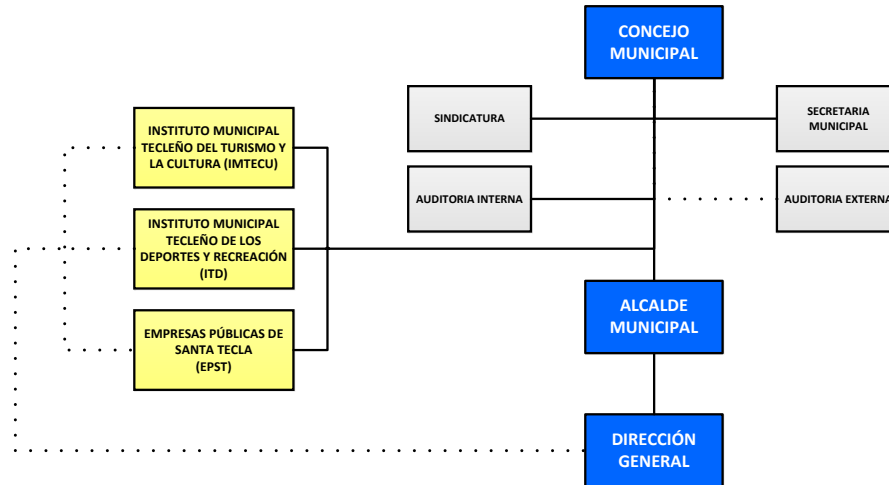 CONCEJO
MUNICIPAL
SINDICATURA
SECRETARIA
MUNICIPAL
INSTITUTO MUNICIPAL
TECLEÑO DEL TURISMO Y
LA CULTURA (IMTECU)
AUDITORIA INTERNA
AUDITORIA EXTERNA
INSTITUTO MUNICIPAL
TECLEÑO DE LOS
DEPORTES Y RECREACIÓN
(ITD)
ALCALDE
MUNICIPAL
EMPRESAS PÚBLICAS DE
SANTA TECLA
(EPST)
DIRECCIÓN
GENERAL